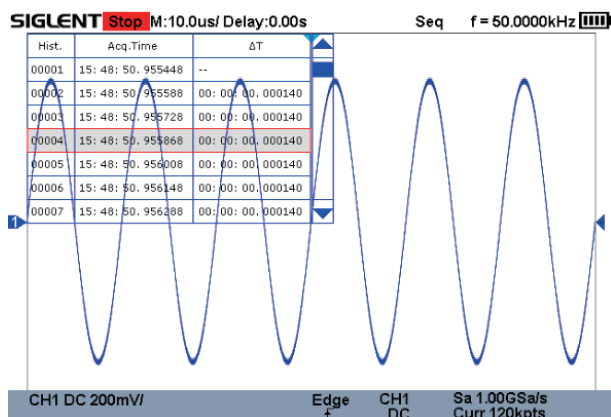 SIGLENT Stop M:10.0us/ Delay:0.00s Seq f = 50.0000kHz
Hist. Acq.Time ΔT
00001 15: 48: 50. 955448 --
00002 15: 48: 50. 955588 00: 00: 00. 000140
00003 15: 48: 50. 955728 00: 00: 00. 000140
00004 15: 48: 50. 955868 00: 00: 00. 000140
00005 15: 48: 50. 956008 00: 00: 00. 000140
00006 15: 48: 50. 956148 00: 00: 00. 000140
00007 15: 48: 50. 956288 00: 00: 00. 000140
1
CH1 DC 200mV/ Edge CH1 Sa 1.00GSa/s
DC Curr 120kpts